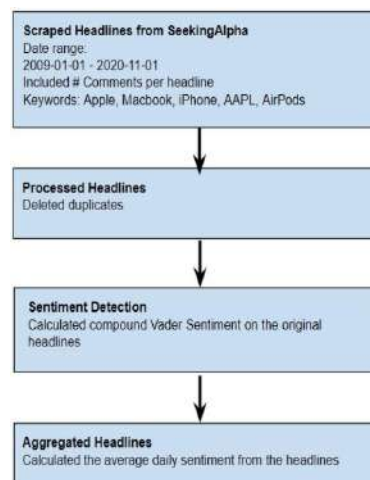 Scraped Headlines from SeekingAlpha
Date range:
2009-01-01 - 2020-11-01
Included # Comments per headline
Keywords: Apple, Macbook, iPhone, AAPL, AirPods
Processed Headlines
Deleted duplicates
Sentiment Detection
Calculated compound Vader Sentiment on the original
headlines
Aggregated Headlines
Calculated the average daily sentiment from the headlines